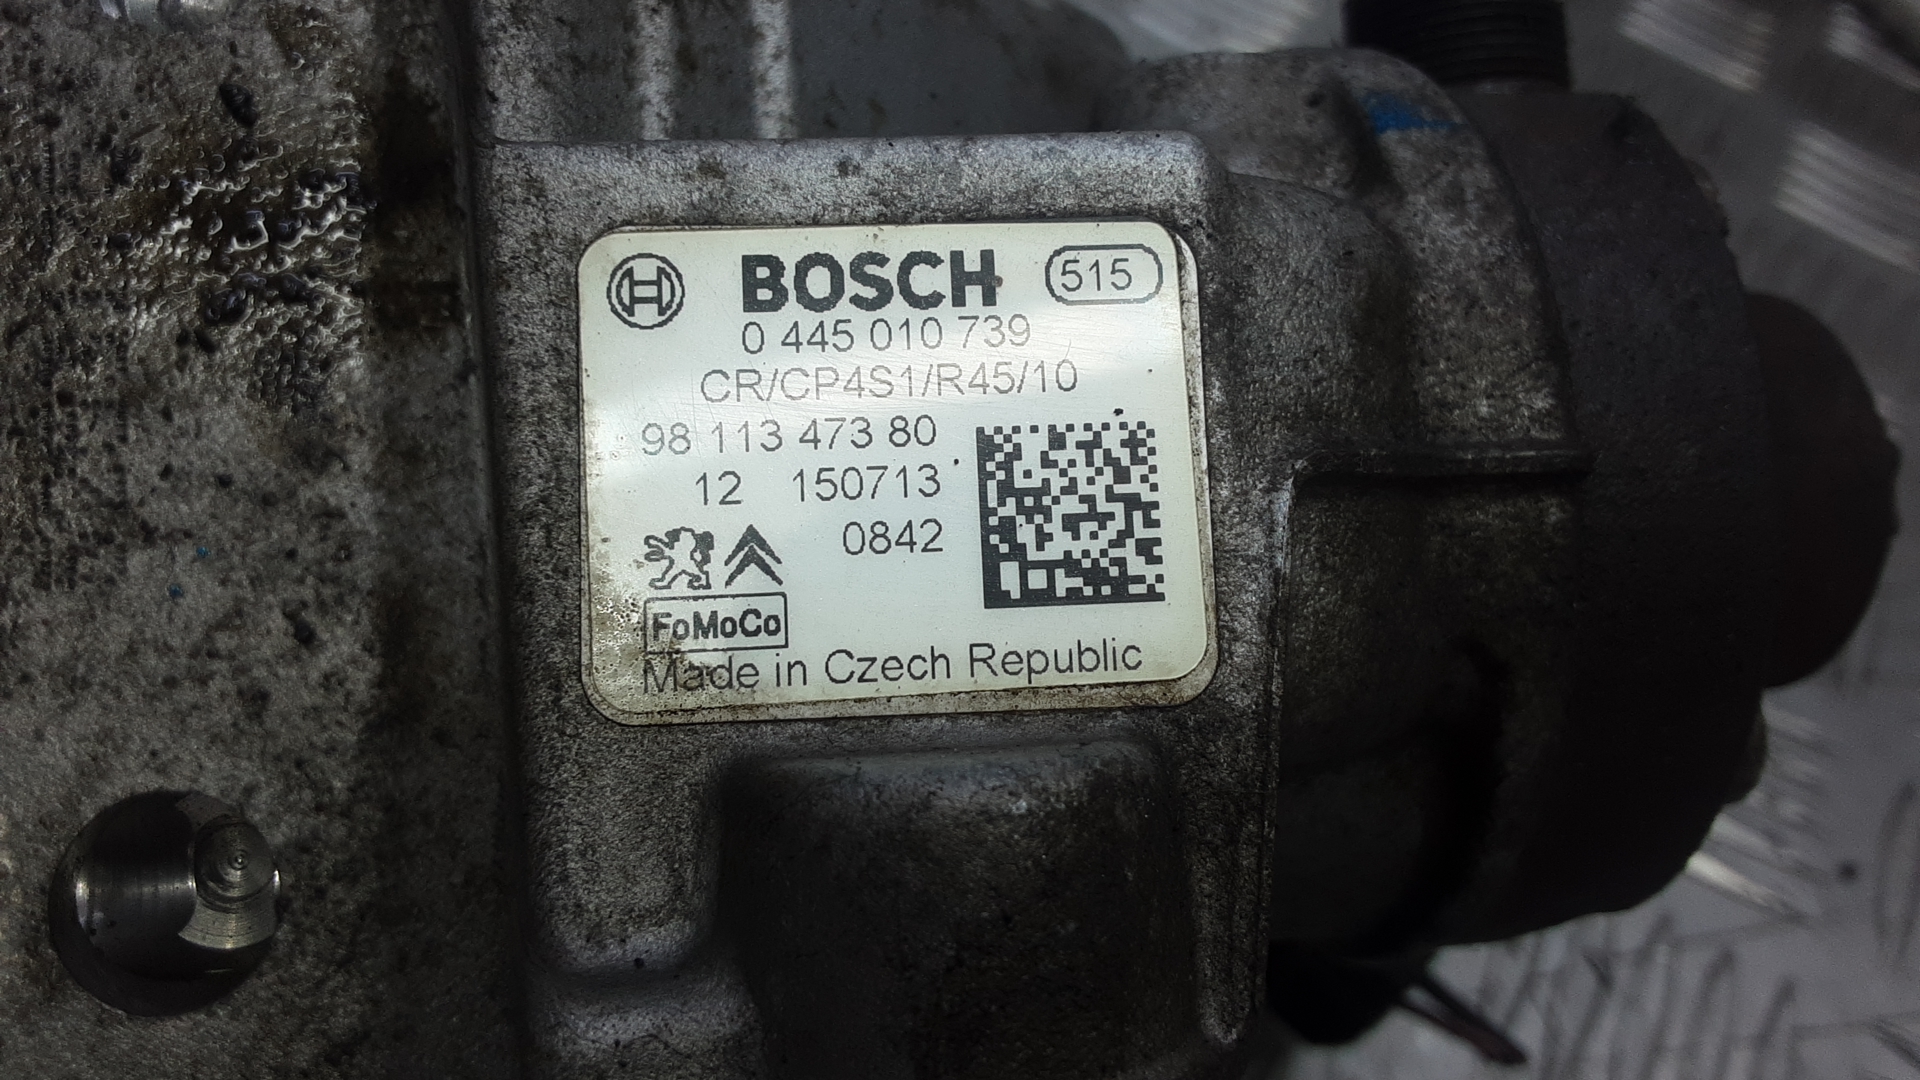 BOSCH 515
0 445 010 739
CR/CP4S1/R45/10
98 113 473 80
12 150713
0842
FoMoCo
Made in Czech Republic